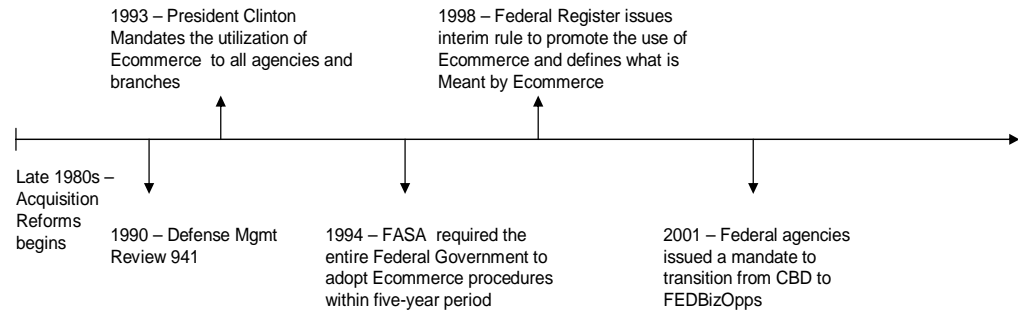 1993 – President Clinton
Mandates the utilization of
Ecommerce to all agencies and
branches
1998 – Federal Register issues
interim rule to promote the use of
Ecommerce and defines what is
Meant by Ecommerce
Late 1980s –
Acquisition
Reforms
begins
1990 – Defense Mgmt
Review 941
1994 – FASA required the
entire Federal Government to
adopt Ecommerce procedures
within five-year period
2001 – Federal agencies
issued a mandate to
transition from CBD to
FEDBizOpps